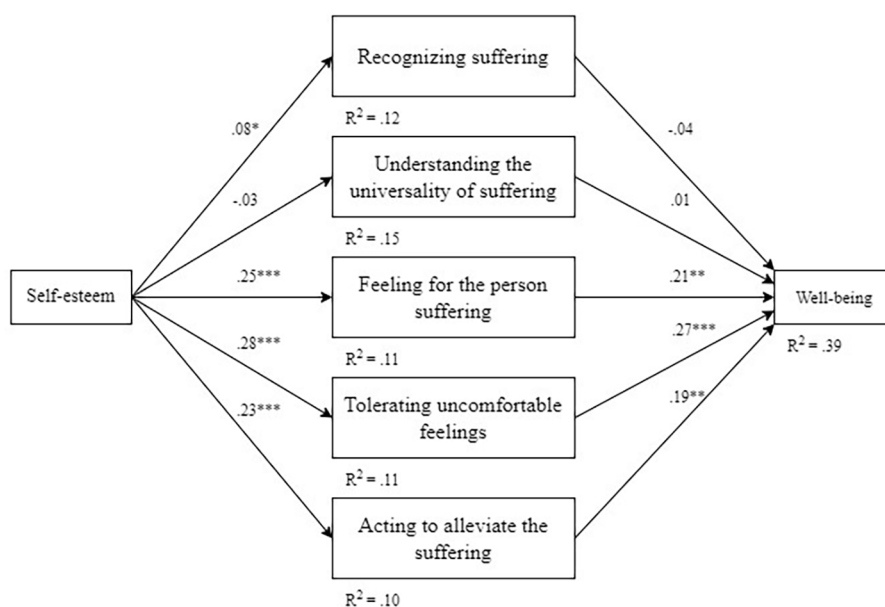 Recognizing suffering
R² = .12
.08*
-.04
Understanding the
universality of suffering
R² = .15
-.03
.01
Self-esteem
.25***
Feeling for the person
suffering
R² = .11
.21**
Well-being
R² = .39
.28***
.27***
Tolerating uncomfortable
feelings
R² = .11
.23***
.19**
Acting to alleviate the
suffering
R² = .10